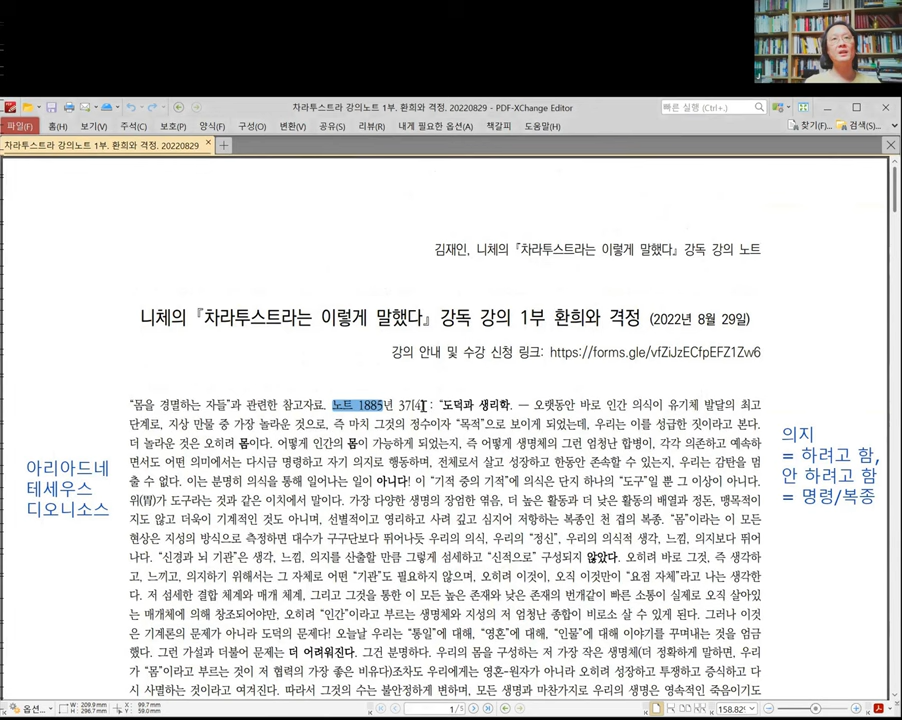 차라투스트라 강의노트 1부. 환희와 격정. 20220829 - PDF-XChange Editor
빠른 실행 (Ctrl+.)
파일(F) 홈(H) 보기(V) 주석(C) 보호(P) 양식(F) 구성(O) 변환(V) 공유(S) 리뷰(R) 내게 필요한 옵션(A) 책갈피 도움말(H) 찾기(F)... 검색(S)...
차라투스트라 강의노트 1부. 환희와 격정. 20220829
김재인, 니체의 『차라투스트라는 이렇게 말했다』 강독 강의 노트
니체의 『차라투스트라는 이렇게 말했다』 강독 강의 1부 환희와 격정 (2022년 8월 29일)
강의 안내 및 수강 신청 링크: https://forms.gle/vfZiJzECfpEFZ1Zw6
“몸을 경멸하는 자들”과 관련한 참고자료. 노트 1885년 37[4] : “도덕과 생리학. ― 오랫동안 바로 인간 의식이 유기체 발달의 최고
단계로, 지상 만물 중 가장 놀라운 것으로, 즉 마치 그것의 정수이자 “목적”으로 보이게 되었는데, 우리는 이를 성급한 짓이라고 본다.
더 놀라운 것은 오히려 몸이다. 어떻게 인간의 몸이 가능하게 되었는지, 즉 어떻게 생명체의 그런 엄청난 합병이, 각각 의존하고 예속하
면서도 어떤 의미에서는 다시금 명령하고 자기 의지로 행동하며, 전체로서 살고 성장하고 한동안 존속할 수 있는지, 우리는 감탄을 멈
출 수 없다. 이는 분명히 의식을 통해 일어나는 일이 아니다! 이 “기적 중의 기적”에 의식은 단지 하나의 “도구”일 뿐 그 이상이 아니다.
위(胃)가 도구라는 것과 같은 이치에서 말이다. 가장 다양한 생명의 장엄한 엮음, 더 높은 활동과 더 낮은 활동의 배열과 정돈, 맹목적이
지도 않고 더욱이 기계적인 것도 아니며, 선별적이고 영리하고 사려 깊고 심지어 저항하는 복종인 천 겹의 복종. “몸”이라는 이 모든
현상은 지성의 방식으로 측정하면 대수가 구구단보다 뛰어나듯 우리의 의식, 우리의 “정신”, 우리의 의식적 생각, 느낌, 의지보다 뛰어
나다. “신경과 뇌 기관”은 생각, 느낌, 의지를 산출할 만큼 그렇게 섬세하고 “신적으로” 구성되지 않았다. 오히려 바로 그것, 즉 생각하
고, 느끼고, 의지하기 위해서는 그 자체로 어떤 “기관”도 필요하지 않으며, 오히려 이것이, 오직 이것만이 “요점 자체”라고 나는 생각한
다. 저 섬세한 결합 체계와 매개 체계, 그리고 그것을 통한 이 모든 높은 존재와 낮은 존재의 번개같이 빠른 소통이 실제로 오직 살아있
는 매개체에 의해 창조되어야만, 오히려 “인간”이라고 부르는 생명체와 지성의 저 엄청난 종합이 비로소 살 수 있게 된다. 그러나 이것
은 기계론의 문제가 아니라 도덕의 문제다! 오늘날 우리는 “통일”에 대해, “영혼”에 대해, “인물”에 대해 이야기를 꾸며내는 것을 엄금
했다. 그런 가설과 더불어 문제는 더 어려워진다. 그건 분명하다. 우리의 몸을 구성하는 저 가장 작은 생명체(더 정확하게 말하면, 우리
가 “몸”이라고 부르는 것이 저 협력의 가장 좋은 비유다)조차도 우리에게는 영혼-원자가 아니라 오히려 성장하고 투쟁하고 증식하고 다
시 사멸하는 것이라고 여겨진다. 따라서 그것의 수는 불안정하게 변하며, 모든 생명과 마찬가지로 우리의 생명은 영속적인 죽음이기도
아리아드네
테세우스
디오니소스
의지
= 하려고 함,
안 하려고 함
= 명령/복종
옵션... W: 209.9mm H: 296.7mm X: 99.7mm Y: 59.0mm 1/5 158.82%